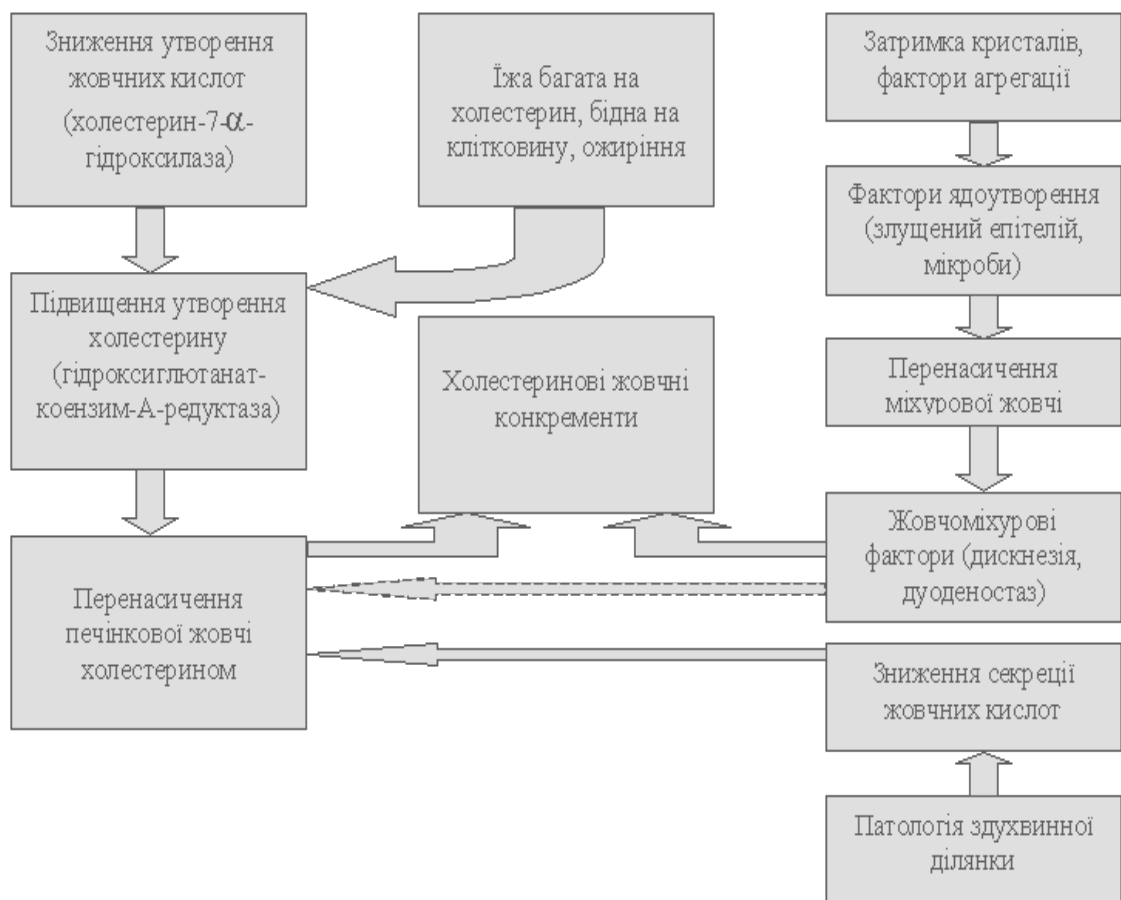 Зниження утворення
жовчних кислот
(холестерин-7-α-
гідроксилаза)
Їжа багата на
холестерин, бідна на
клітковину, ожиріння
Затримка кристалів,
фактори агрегації
Фактори ядоутворення
(злущений епітелій,
мікроби)
Підвищення утворення
холестерину
(гідроксиглютанат-
коензим-А-редуктаза)
Холестеринові жовчні
конкременти
Перенасичення
міхурової жовчі
Жовчоміхурові
фактори (дискнезія,
дуоденостаз)
Перенасичення
печінкової жовчі
холестерином
Зниження секреції
жовчних кислот
Патологія здухвинної
ділянки